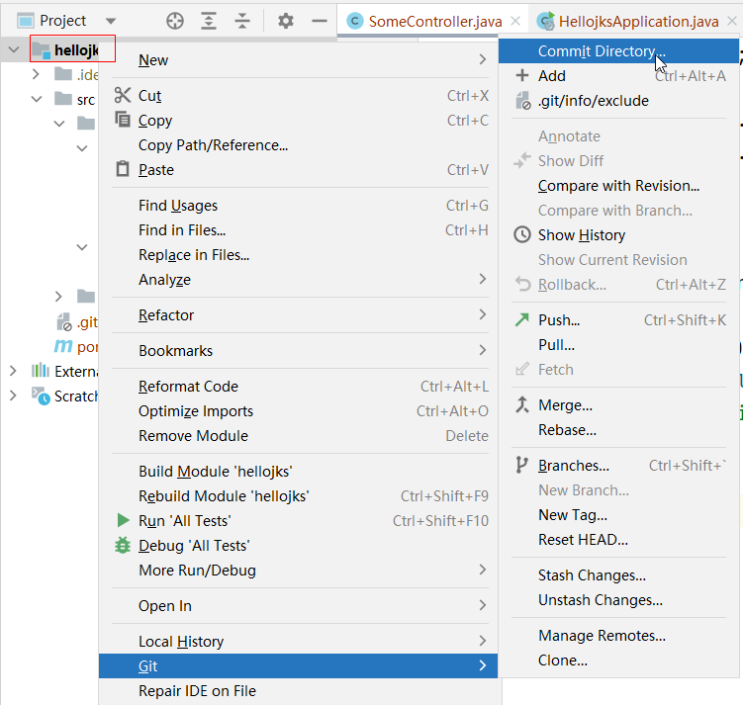 Project
SomeController.java
HellojksApplication.java
hellojk
.ide
src
.git
por
Externa
Scratch
New
Cut Ctrl+X
Copy Ctrl+C
Copy Path/Reference...
Paste Ctrl+V
Find Usages Ctrl+G
Find in Files... Ctrl+H
Replace in Files...
Analyze
Refactor
Bookmarks
Reformat Code Ctrl+Alt+L
Optimize Imports Ctrl+Alt+O
Remove Module Delete
Build Module 'hellojks'
Rebuild Module 'hellojks' Ctrl+Shift+F9
Run 'All Tests' Ctrl+Shift+F10
Debug 'All Tests'
More Run/Debug
Open In
Local History
Git
Repair IDE on File
Commit Directory...
Add Ctrl+Alt+A
.git/info/exclude
Annotate
Show Diff
Compare with Revision...
Compare with Branch...
Show History
Show Current Revision
Rollback... Ctrl+Alt+Z
Push... Ctrl+Shift+K
Pull...
Fetch
Merge...
Rebase...
Branches... Ctrl+Shift+`
New Branch...
New Tag...
Reset HEAD...
Stash Changes...
Unstash Changes...
Manage Remotes...
Clone...